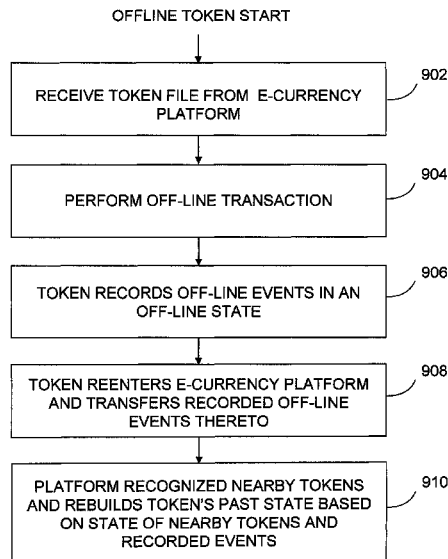 OFFLINE TOKEN START
902
RECEIVE TOKEN FILE FROM E-CURRENCY
PLATFORM
904
PERFORM OFF-LINE TRANSACTION
906
TOKEN RECORDS OFF-LINE EVENTS IN AN
OFF-LINE STATE
908
TOKEN REENTERS E-CURRENCY PLATFORM
AND TRANSFERS RECORDED OFF-LINE
EVENTS THERETO
910
PLATFORM RECOGNIZED NEARBY TOKENS
AND REBUILDS TOKEN'S PAST STATE BASED
ON STATE OF NEARBY TOKENS AND
RECORDED EVENTS